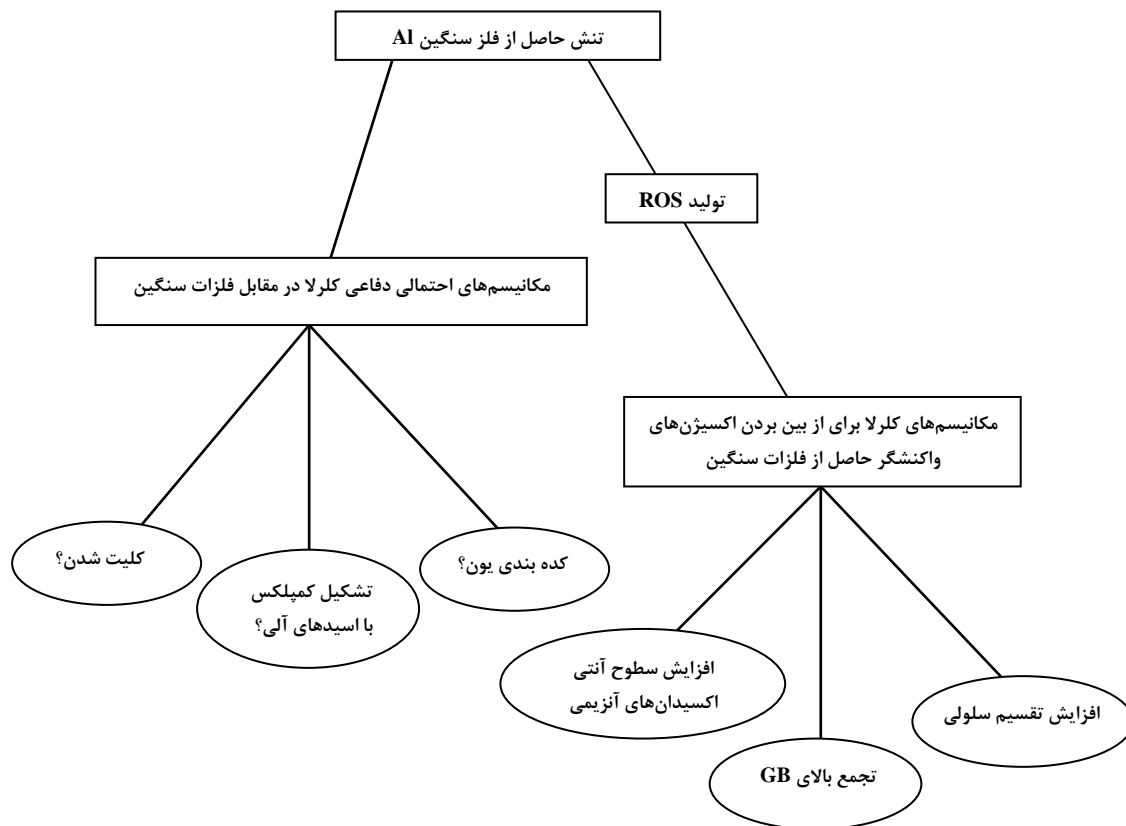 تنش حاصل از فلز سنگین Al
تولید ROS
مکانیسم‌های احتمالی دفاعی کلرلا در مقابل فلزات سنگین
مکانیسم‌های کلرلا برای از بین بردن اکسیژن‌های
واکنشگر حاصل از فلزات سنگین
کلیت شدن؟
تشکیل کمپلکس
با اسیدهای آلی؟
کده بندی یون؟
افزایش سطوح آنتی
اکسیدان‌های آنزیمی
تجمع بالای GB
افزایش تقسیم سلولی